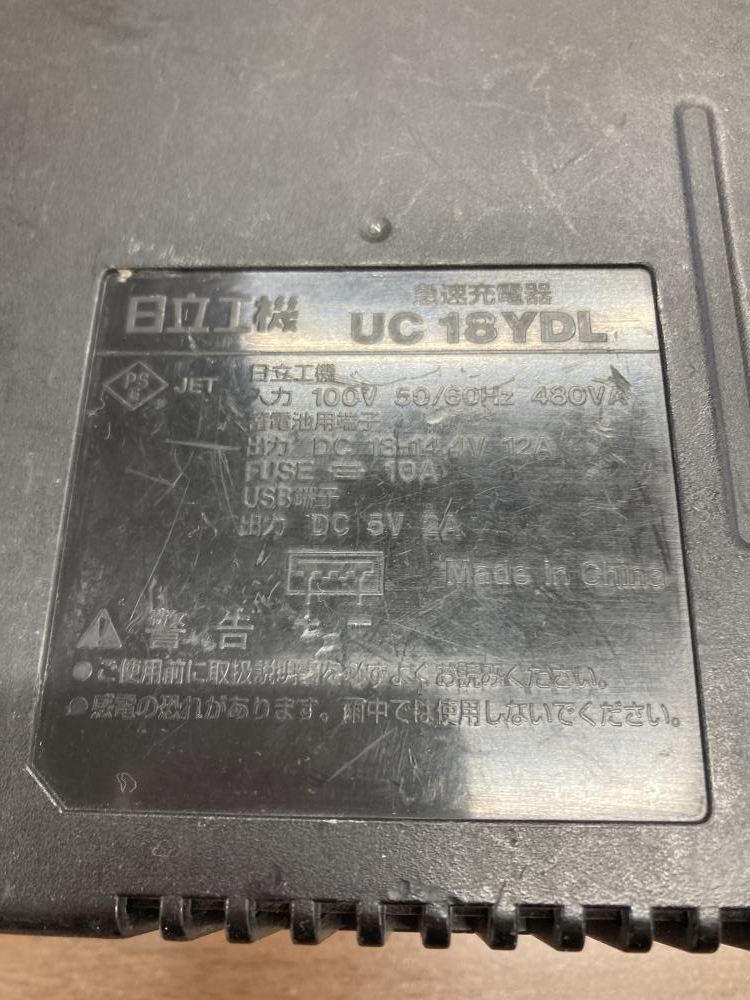 急速充電器
日立工機 UC 18YDL
PS
E JET 日立工機
入力 100V 50/60Hz 480VA
蓄電池用端子
出力 DC 18-14.4V 12A
FUSE 10A
USB端子
出力 DC 5V 2A
Made in China
警告
●ご使用前に取扱説明書を必ずよくお読みください。
●感電の恐れがあります。雨中では使用しないでください。